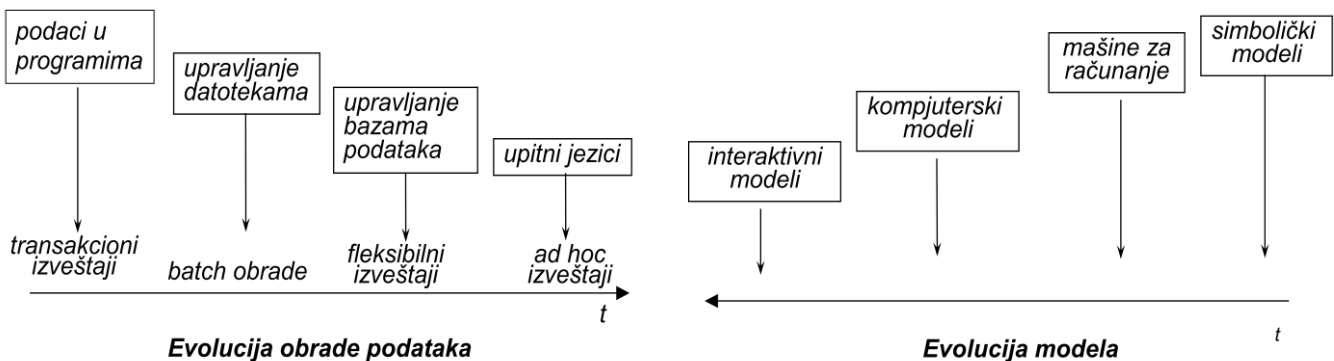 podaci u
programima
upravljanje
datotekama
upravljanje
bazama
podataka
upitni jezici
transakcioni
izveštaji
batch obrade
fleksibilni
izveštaji
ad hoc
izveštaji
t
Evolucija obrade podataka
interaktivni
modeli
kompjuterski
modeli
mašine za
računanje
simbolički
modeli
t
Evolucija modela